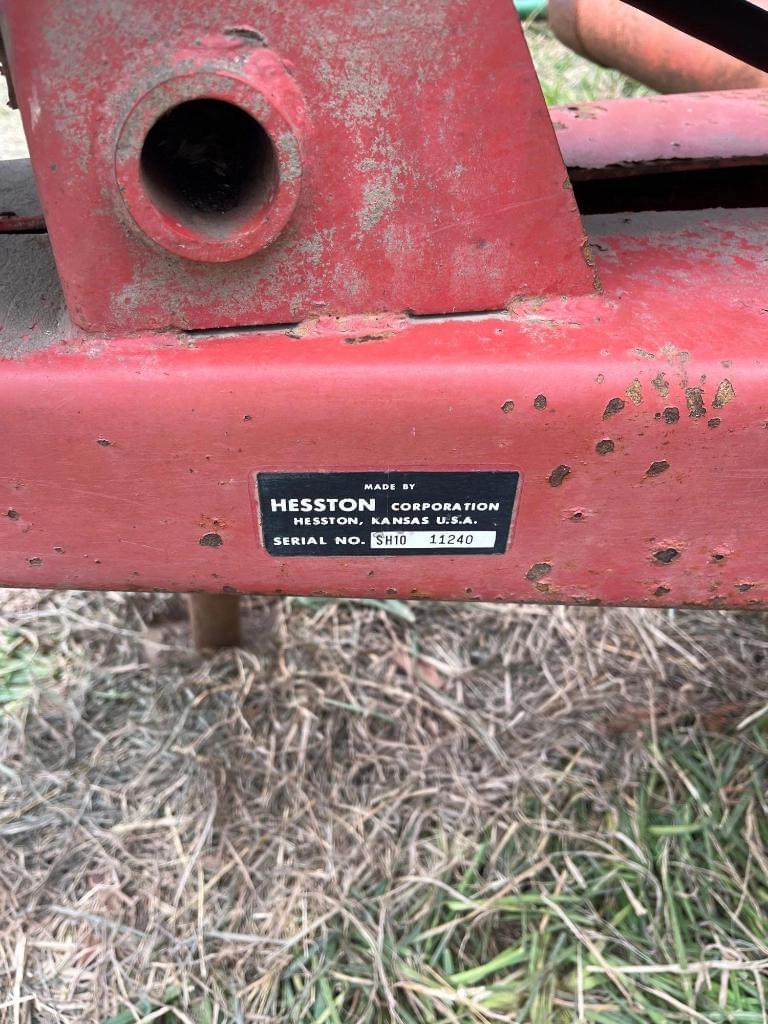 MADE BY
HESSTON CORPORATION
HESSTON, KANSAS U.S.A.
SERIAL NO. SH10 11240